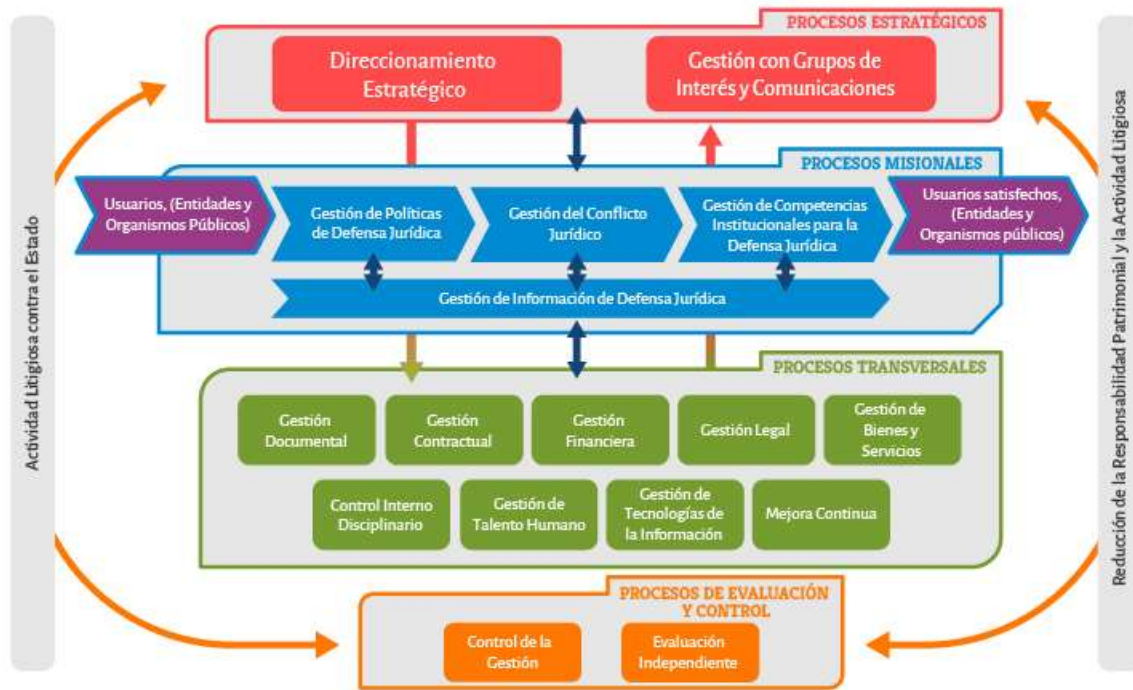 Actividad Litigiosa contra el Estado
PROCESOS ESTRATÉGICOS
Direccionamiento
Estratégico
Gestión con Grupos de
Interés y Comunicaciones
PROCESOS MISIONALES
Usuarios, (Entidades y
Organismos Públicos)
Gestión de Políticas
de Defensa Jurídica
Gestión del Conflicto
Jurídico
Gestión de Competencias
Institucionales para la
Defensa Jurídica
Usuarios satisfechos,
(Entidades y
Organismos públicos)
Gestión de Información de Defensa Jurídica
PROCESOS TRANSVERSALES
Gestión
Documental
Gestión
Contractual
Gestión
Financiera
Gestión Legal
Gestión de
Bienes y
Servicios
Control Interno
Disciplinario
Gestión de
Talento Humano
Gestión de
Tecnologías de
la Información
Mejora Continua
PROCESOS DE EVALUACIÓN
Y CONTROL
Control de la
Gestión
Evaluación
Independiente
Reducción de la Responsabilidad Patrimonial y la Actividad Litigiosa